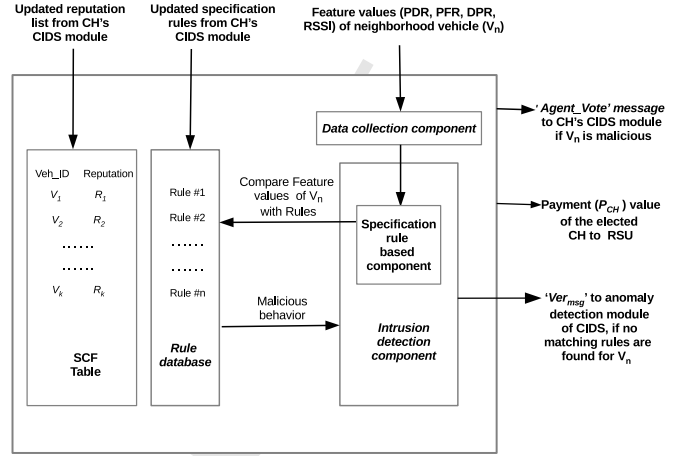 Updated reputation
list from CH's
CIDS module
Updated specification
rules from CH's
CIDS module
Feature values (PDR, PFR, DPR,
RSSI) of neighborhood vehicle (Vn)
Data collection component
'Agent_Vote' message
to CH's CIDS module
if Vn is malicious
Veh_ID Reputation
V1 R1
V2 R2
...... ......
...... ......
Vk Rk
SCF
Table
Rule #1
Rule #2
......
......
Rule #n
Rule
database
Compare Feature
values of Vn
with Rules
Specification
rule
based
component
Malicious
behavior
Intrusion
detection
component
Payment (PCH) value
of the elected
CH to RSU
'Vermsg' to anomaly
detection module
of CIDS, if no
matching rules are
found for Vn